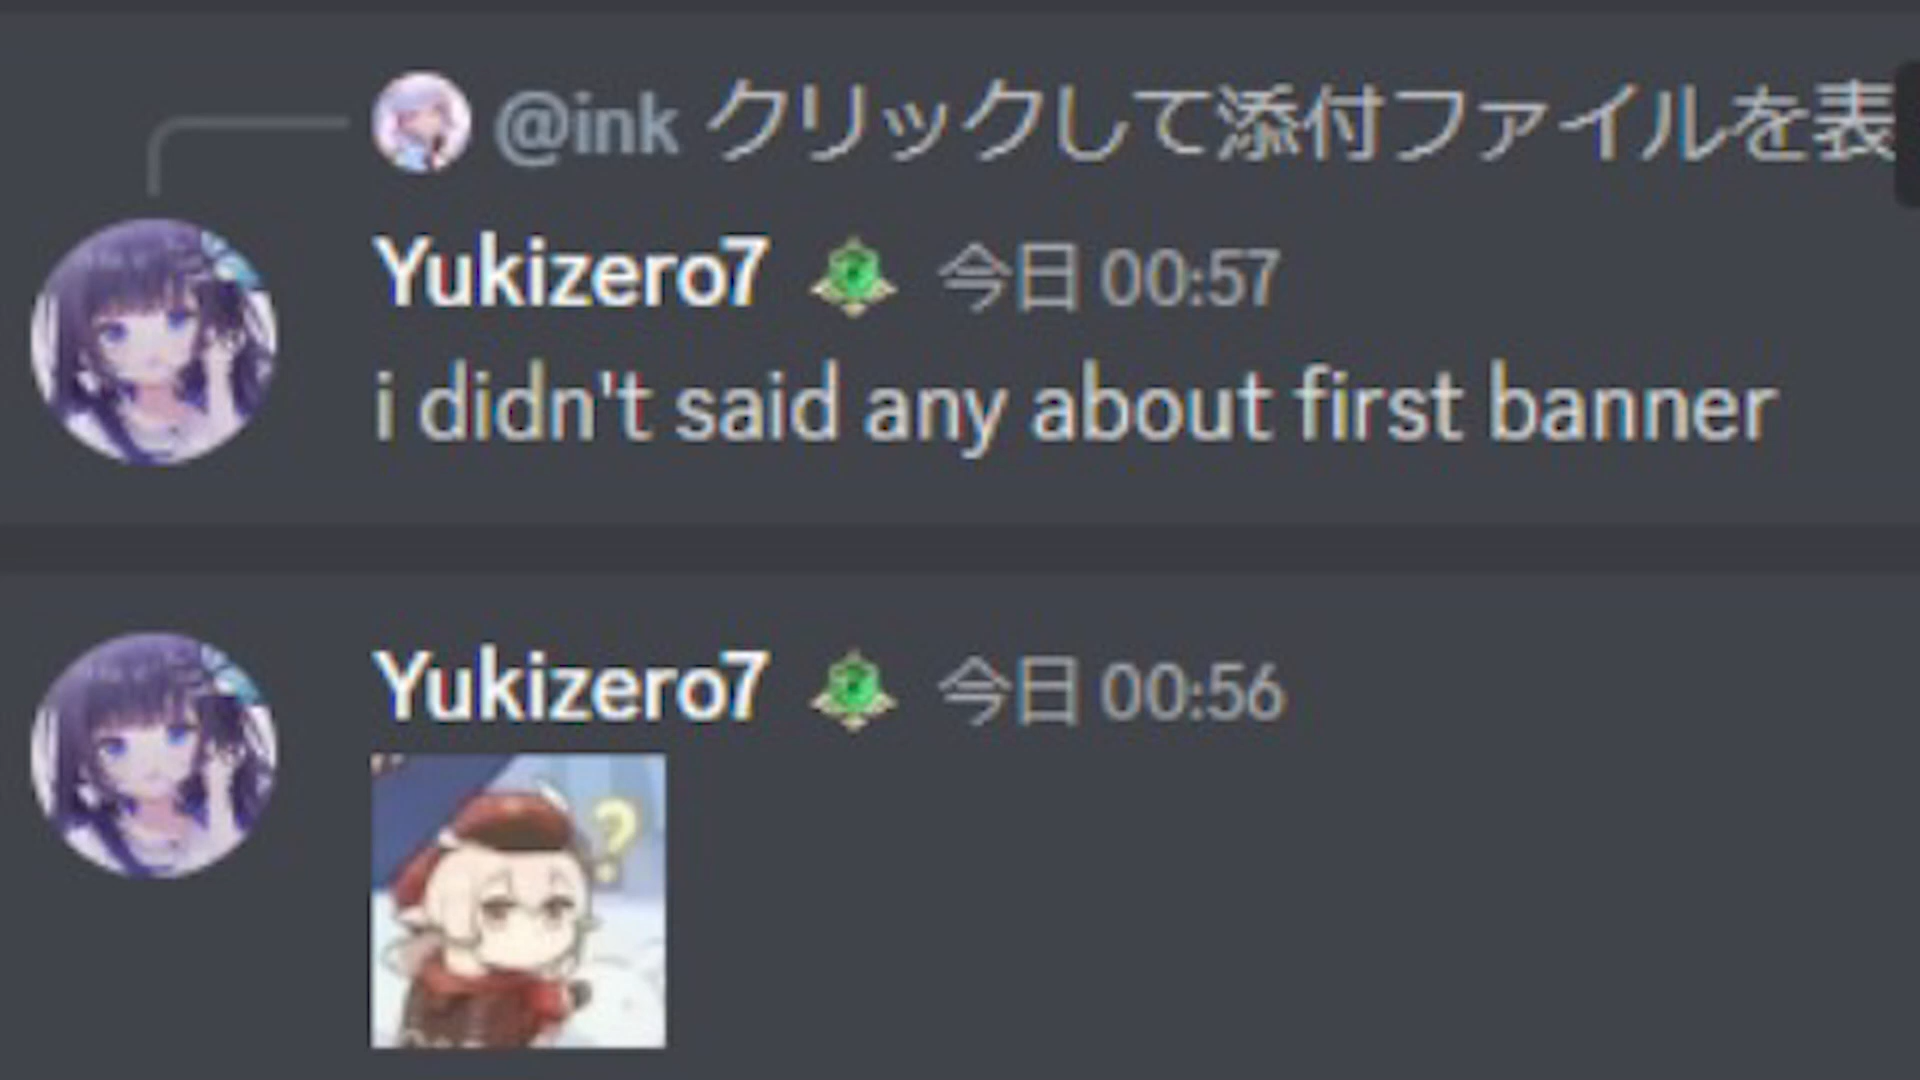 @ink クリックして添付ファイルを表
Yukizero7 今日 00:57
i didn't said any about first banner
Yukizero7 今日 00:56
?